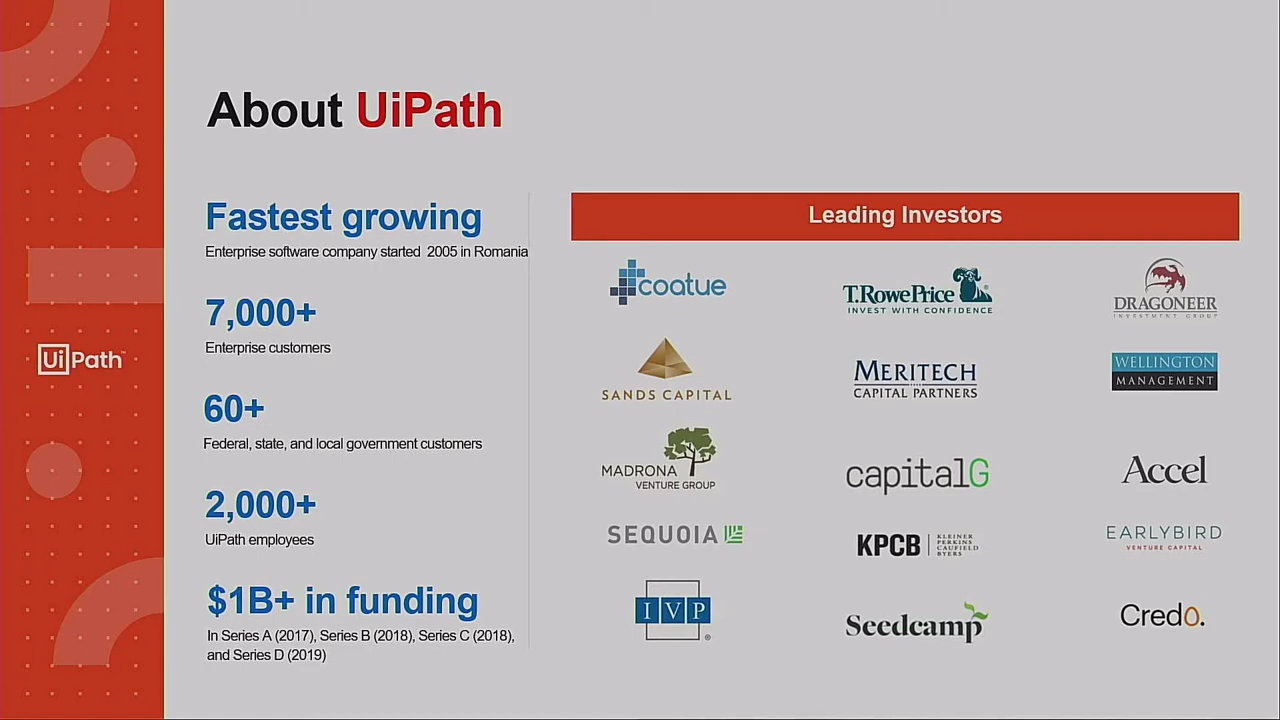 About UiPath
Fastest growing
Enterprise software company started 2005 in Romania
7,000+
Enterprise customers
60+
Federal, state, and local government customers
2,000+
UiPath employees
$1B+ in funding
In Series A (2017), Series B (2018), Series C (2018),
and Series D (2019)
UiPath™
Leading Investors
coatue
T.RowePrice®
INVEST WITH CONFIDENCE
DRAGONEER
INVESTMENT GROUP
SANDS CAPITAL
MERITECH
CAPITAL PARTNERS
WELLINGTON
MANAGEMENT
MADRONA
VENTURE GROUP
capitalG
Accel
SEQUOIA
KPCB
KLEINER
PERKINS
CAUFIELD
BYERS
EARLYBIRD
VENTURE CAPITAL
IVP®
Seedcamp
Credo.